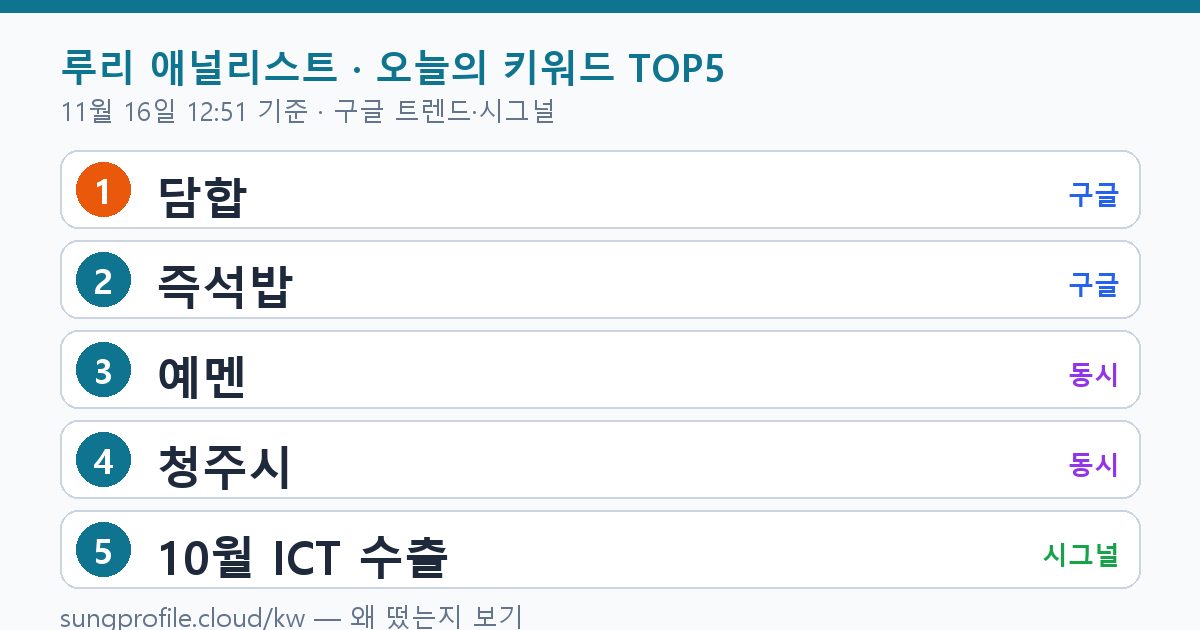 루리 애널리스트 · 오늘의 키워드 TOP5
11월 16일 12:51 기준 · 구글 트렌드·시그널
1 담합 구글
2 즉석밥 구글
3 예멘 동시
4 청주시 동시
5 10월 ICT 수출 시그널
sungprofile.cloud/kw — 왜 떴는지 보기